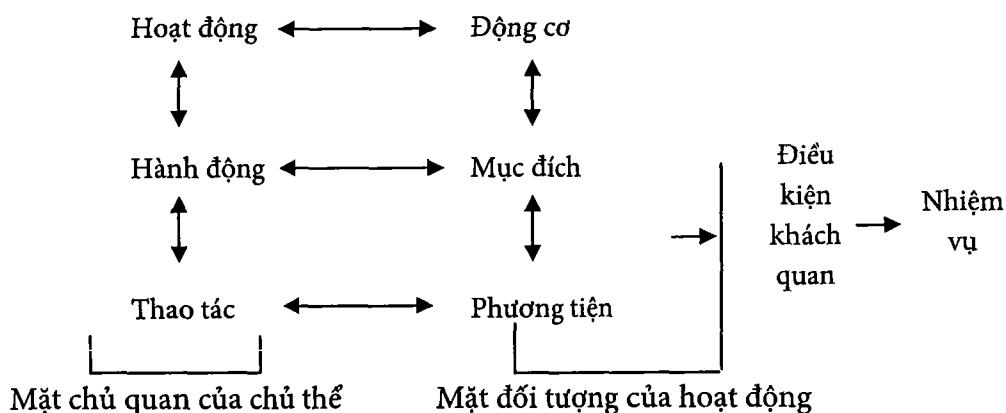 Hoạt động
Động cơ
Hành động
Mục đích
Điều
kiện
khách
quan
Nhiệm
vụ
Thao tác
Phương tiện
Mặt chủ quan của chủ thể
Mặt đối tượng của hoạt động